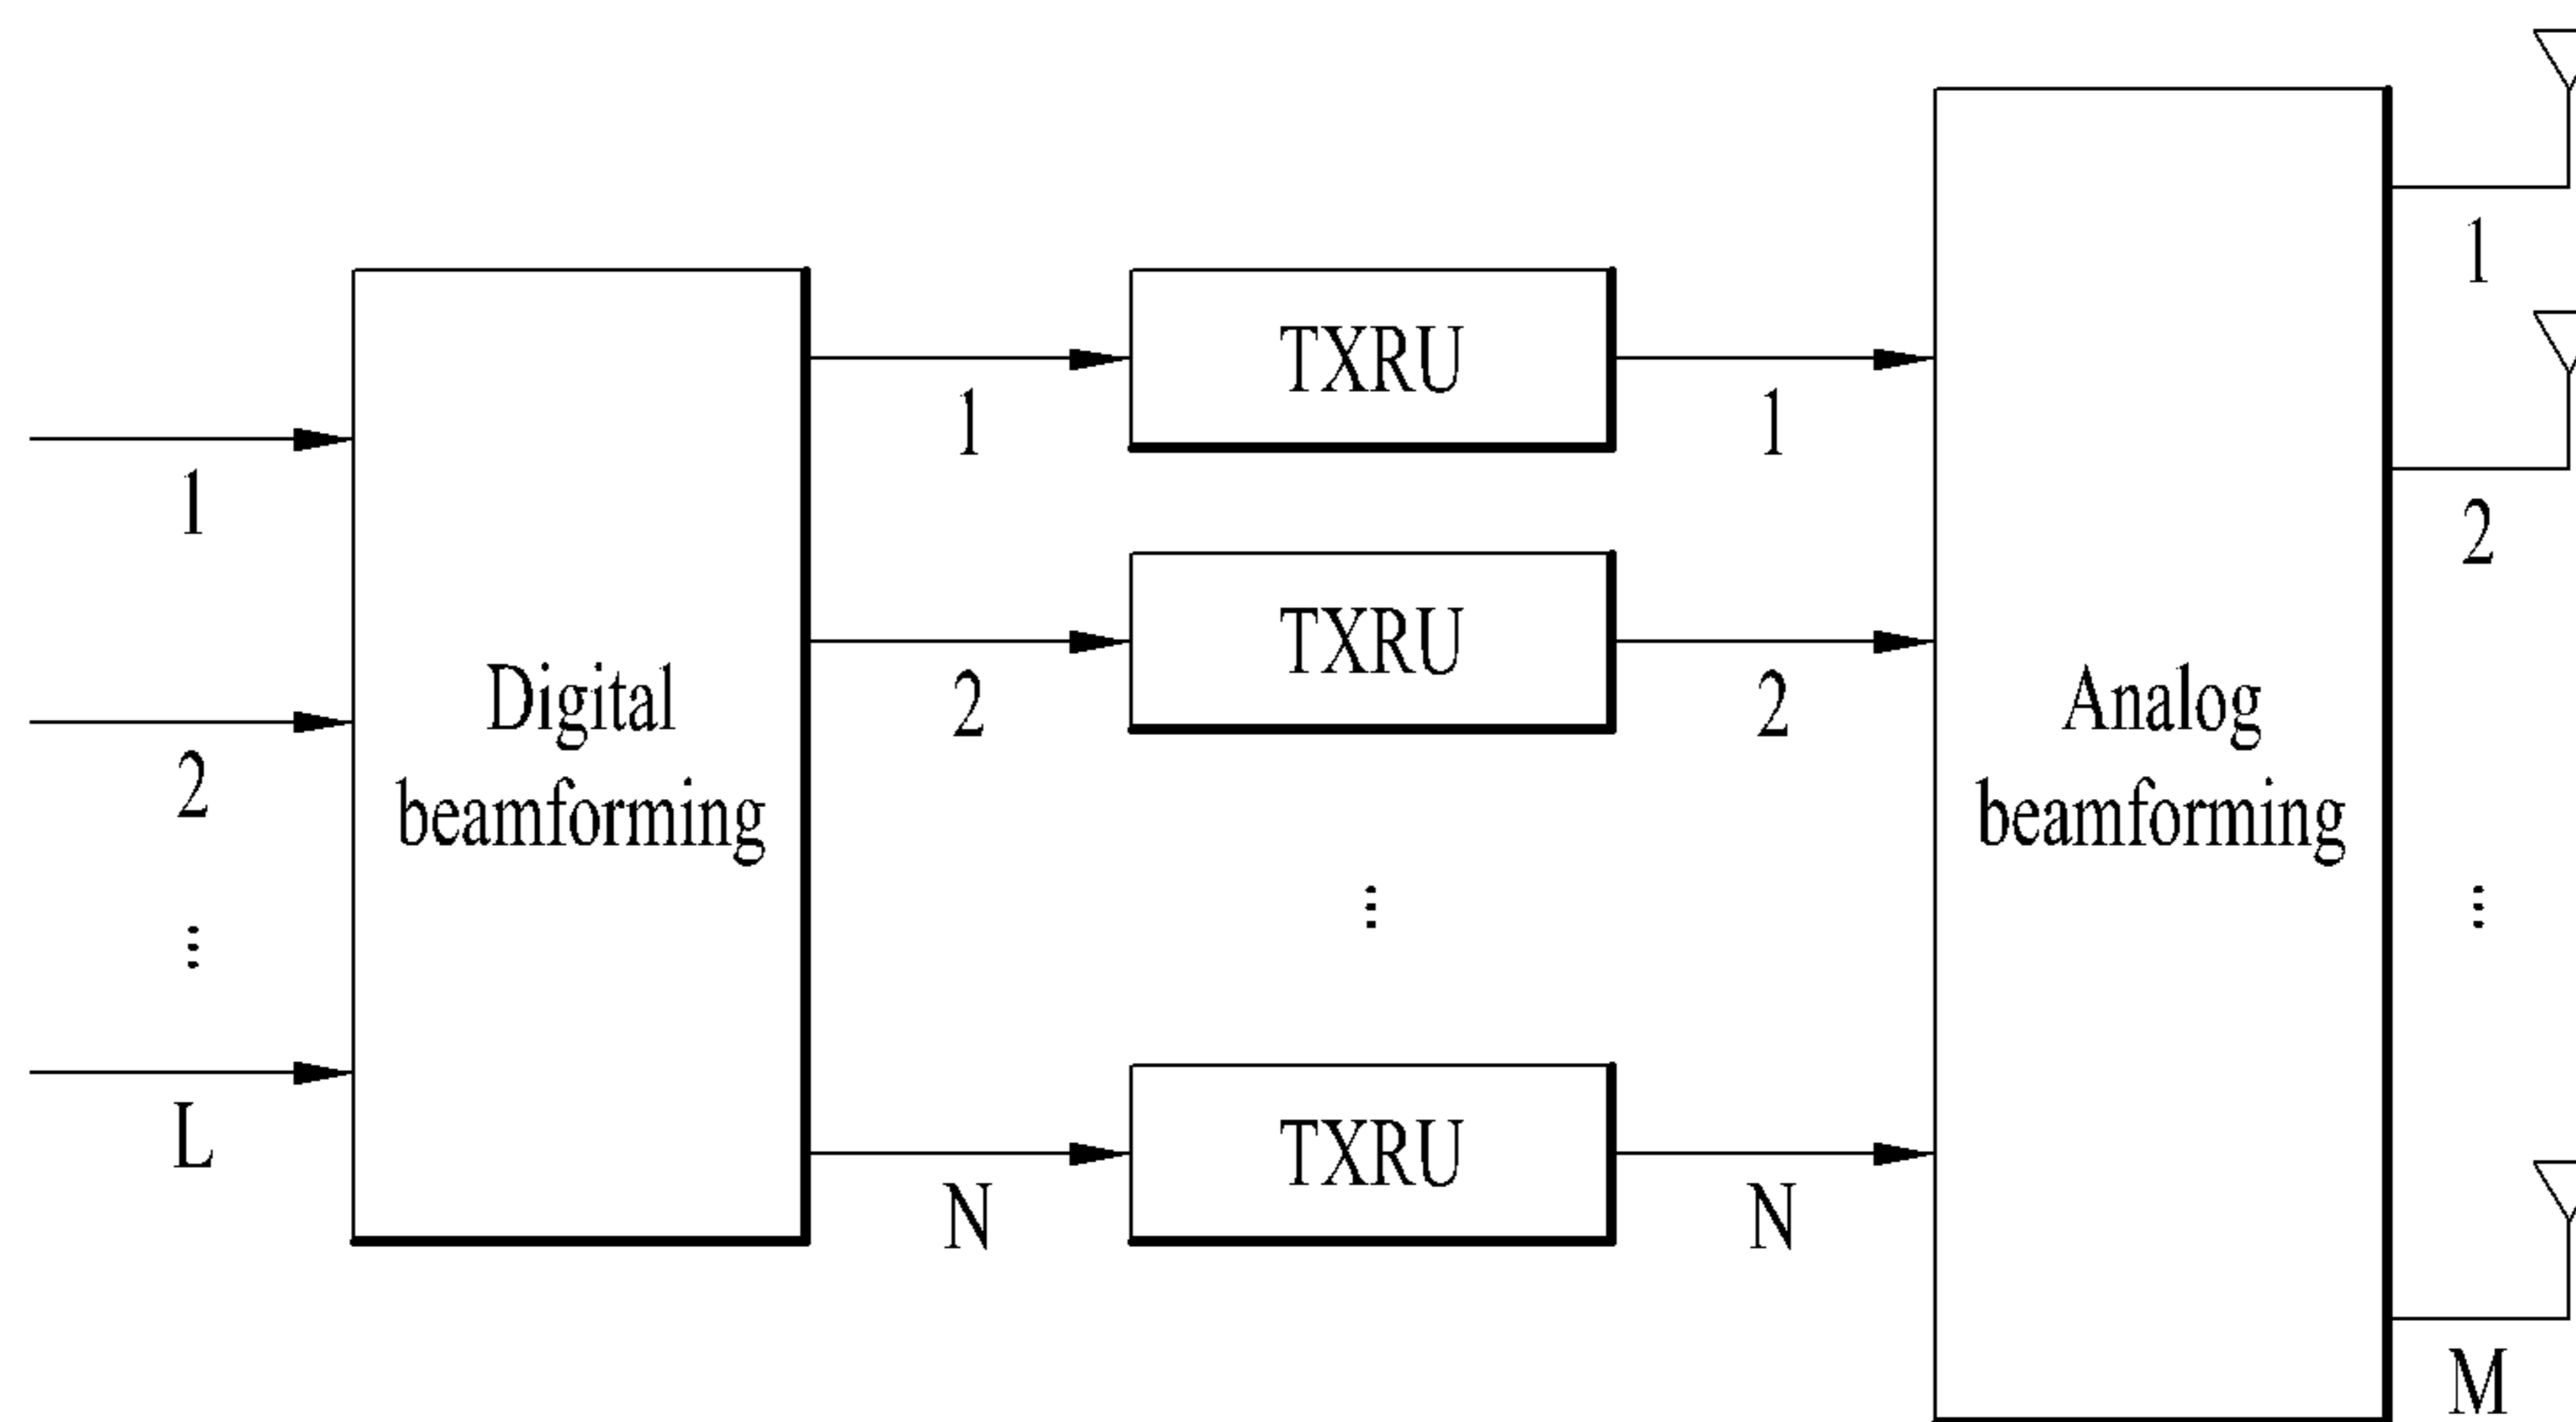 1
2
⋮
L
Digital
beamforming
1
2
N
TXRU
TXRU
⋮
TXRU
1
2
N
Analog
beamforming
1
2
⋮
M